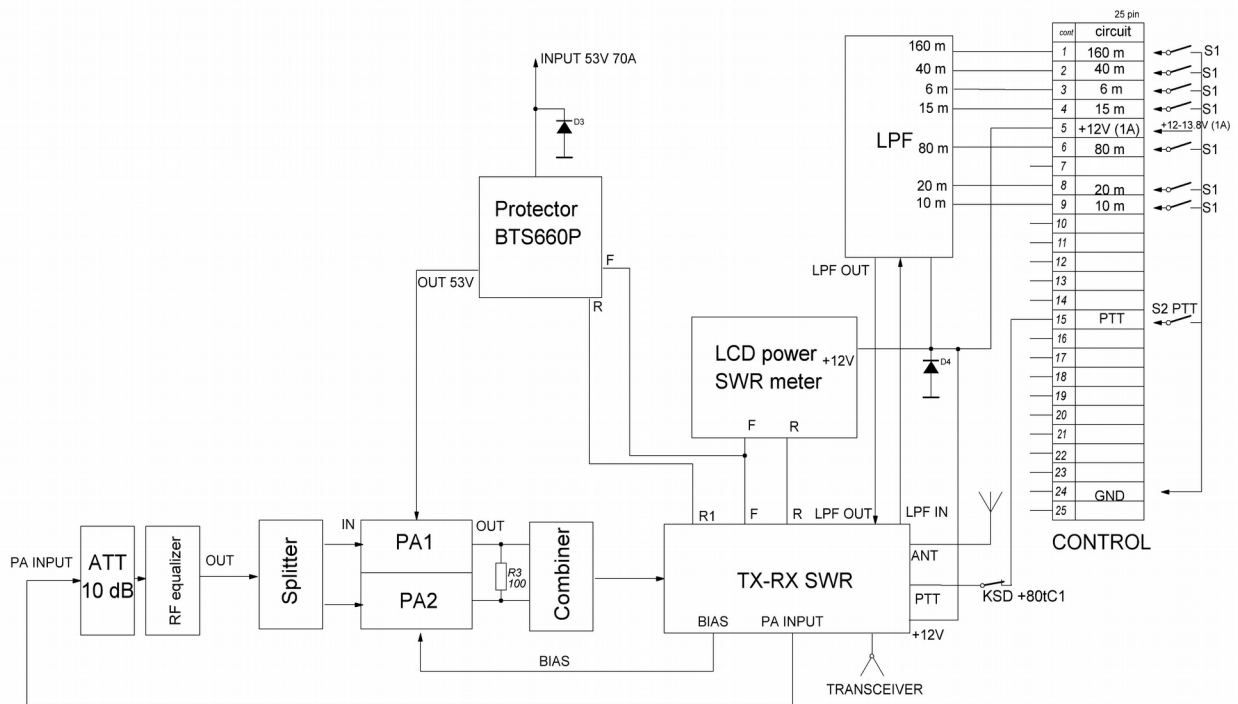 25 pin
cont circuit
1 160 m
2 40 m
3 6 m
4 15 m
5 +12V (1A)
6 80 m
7
8 20 m
9 10 m
10
11
12
13
14
15 PTT
16
17
18
19
20
21
22
23
24 GND
25
CONTROL
S1
S1
S1
S1
+12-13.8V (1A)
S1
S1
S1
S2 PTT
INPUT 53V 70A
D3
Protector
BTS660P
F
OUT 53V
R
160 m
40 m
6 m
15 m
LPF
80 m
20 m
10 m
LPF OUT
LCD power
SWR meter
+12V
D4
F R
R1 F R LPF OUT LPF IN
ANT
TX-RX SWR
PTT
KSD +80tC1
BIAS PA INPUT
+12V
TRANSCEIVER
PA INPUT
ATT
10 dB
RF equalizer
OUT
Splitter
IN
PA1
OUT
PA2
R3
100
Combiner
BIAS